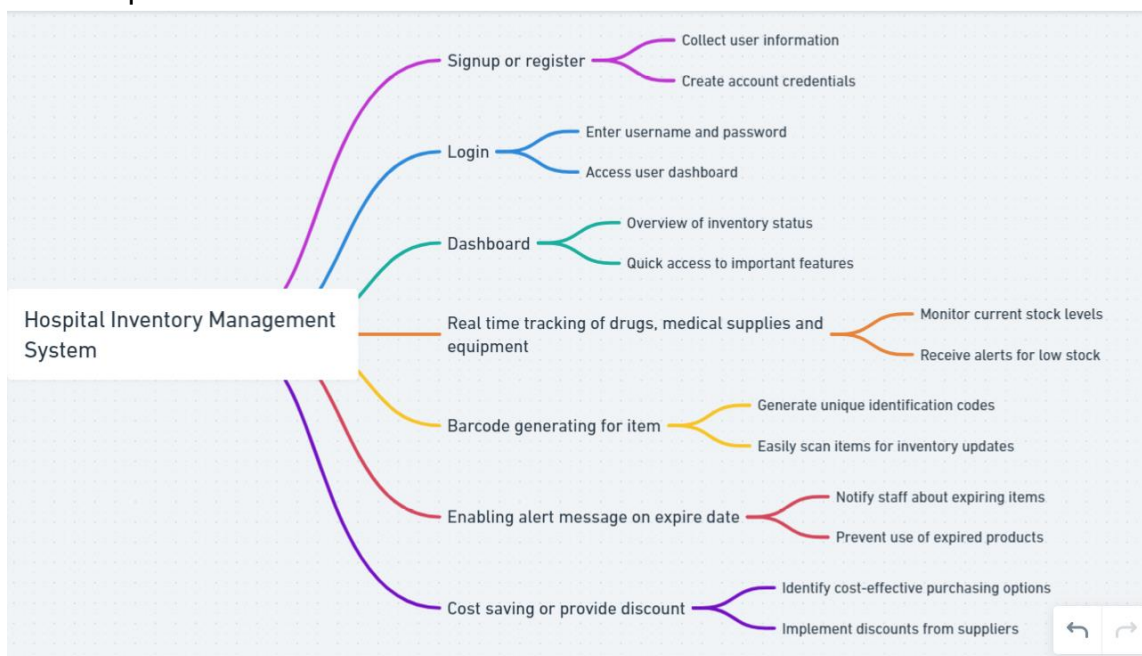 Signup or register
Collect user information
Create account credentials
Login
Enter username and password
Access user dashboard
Dashboard
Overview of inventory status
Quick access to important features
Hospital Inventory Management
System
Real time tracking of drugs, medical supplies and
equipment
Monitor current stock levels
Receive alerts for low stock
Barcode generating for item
Generate unique identification codes
Easily scan items for inventory updates
Enabling alert message on expire date
Notify staff about expiring items
Prevent use of expired products
Cost saving or provide discount
Identify cost-effective purchasing options
Implement discounts from suppliers